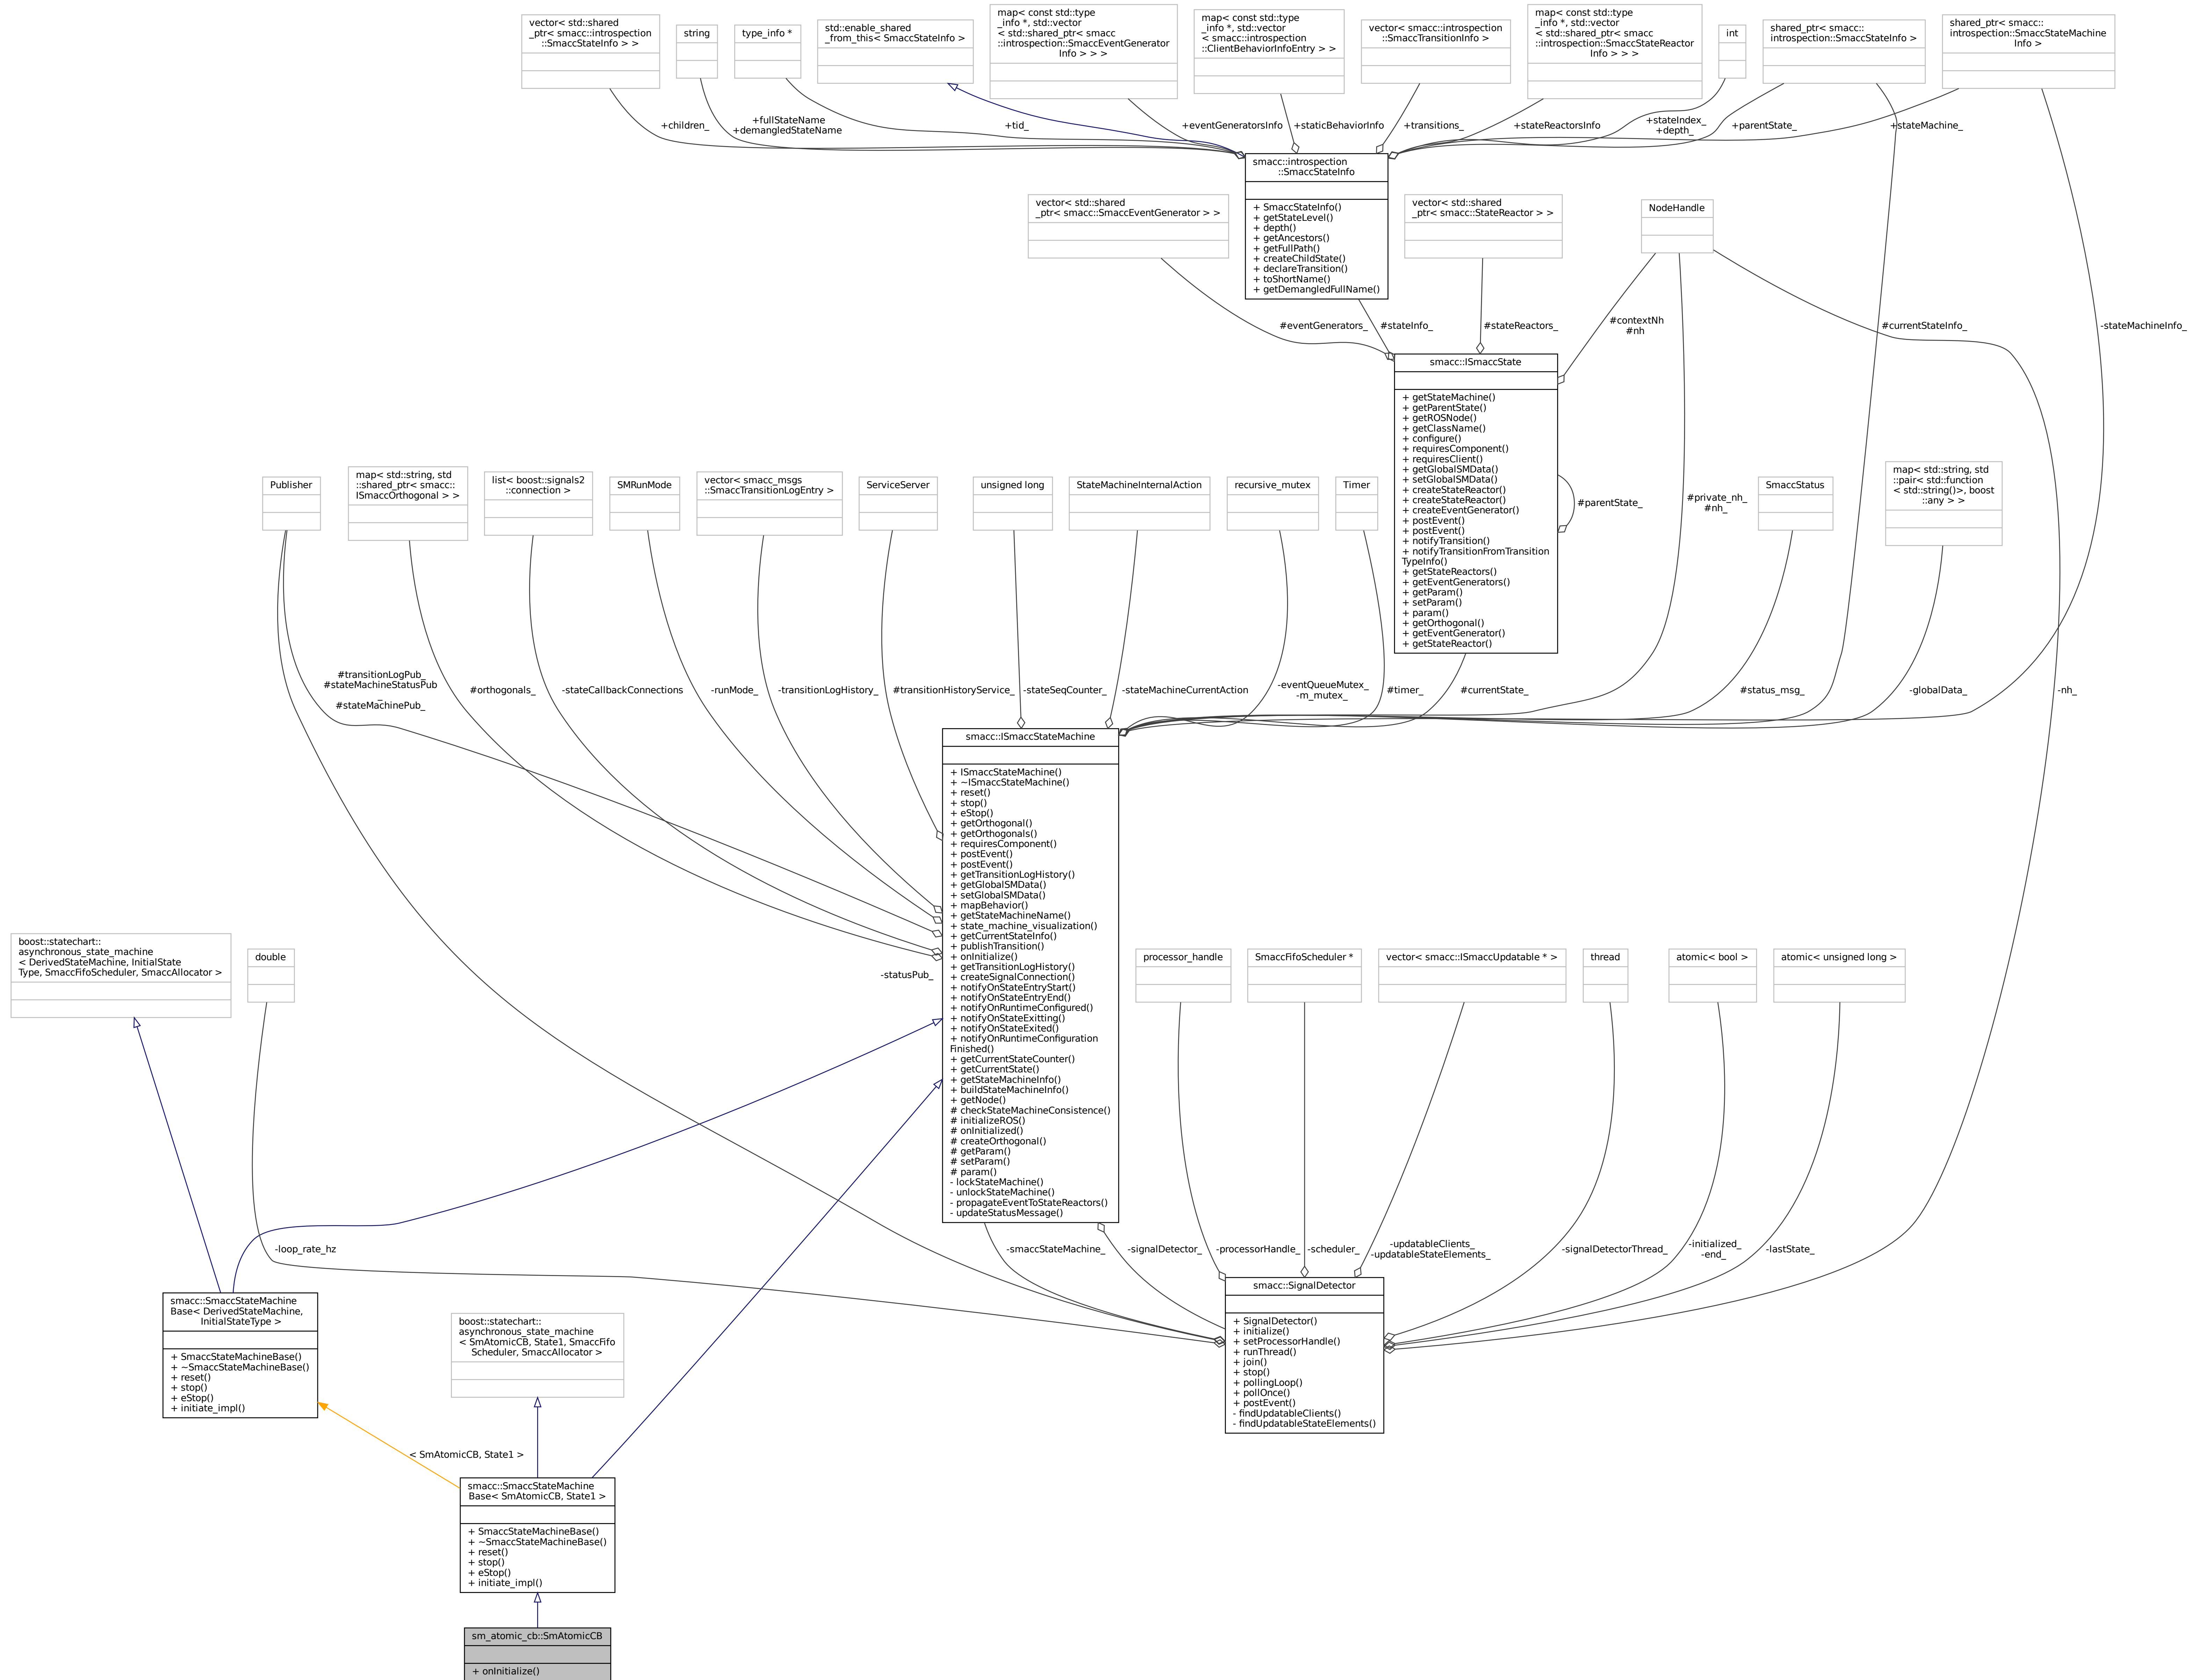 vector< std::shared
_ptr< smacc::introspection
::SmaccStateInfo > >
string
type_info *
std::enable_shared
_from_this< SmaccStateInfo >
map< const std::type
_info *, std::vector
< std::shared_ptr< smacc
::introspection::SmaccEventGenerator
Info > > >
map< const std::type
_info *, std::vector
< smacc::introspection
::ClientBehaviorInfoEntry > >
vector< smacc::introspection
::SmaccTransitionInfo >
map< const std::type
_info *, std::vector
< std::shared_ptr< smacc
::introspection::SmaccStateReactor
Info > > >
int
shared_ptr< smacc::
introspection::SmaccStateInfo >
shared_ptr< smacc::
introspection::SmaccStateMachine
Info >
+children_
+fullStateName
+demangledStateName
+tid_
+eventGeneratorsInfo
+staticBehaviorInfo
+transitions_
+stateReactorsInfo
+stateIndex_
+depth_
+parentState_
+stateMachine_
smacc::introspection
::SmaccStateInfo
+ SmaccStateInfo()
+ getStateLevel()
+ depth()
+ getAncestors()
+ getFullPath()
+ createChildState()
+ declareTransition()
+ toShortName()
+ getDemangledFullName()
vector< std::shared
_ptr< smacc::SmaccEventGenerator > >
vector< std::shared
_ptr< smacc::StateReactor > >
NodeHandle
#eventGenerators_
#stateInfo_
#stateReactors_
#contextNh
#nh
#currentStateInfo_
-stateMachineInfo_
smacc::ISmaccState
+ getStateMachine()
+ getParentState()
+ getROSNode()
+ getClassName()
+ configure()
+ requiresComponent()
+ requiresClient()
+ getGlobalSMData()
+ setGlobalSMData()
+ createStateReactor()
+ createStateReactor()
+ createEventGenerator()
+ postEvent()
+ postEvent()
+ notifyTransition()
+ notifyTransitionFromTransition
TypeInfo()
+ getStateReactors()
+ getEventGenerators()
+ getParam()
+ setParam()
+ param()
+ getOrthogonal()
+ getEventGenerator()
+ getStateReactor()
#parentState_
#private_nh_
#nh_
Publisher
map< std::string, std
::shared_ptr< smacc::
ISmaccOrthogonal > >
list< boost::signals2
::connection >
SMRunMode
vector< smacc_msgs
::SmaccTransitionLogEntry >
ServiceServer
unsigned long
StateMachineInternalAction
recursive_mutex
Timer
SmaccStatus
map< std::string, std
::pair< std::function
< std::string()>, boost
::any > >
#transitionLogPub_
#stateMachineStatusPub
_
#stateMachinePub_
#orthogonals_
-stateCallbackConnections
-runMode_
-transitionLogHistory_
#transitionHistoryService_
-stateSeqCounter_
-stateMachineCurrentAction
-eventQueueMutex_
-m_mutex_
#timer_
#currentState_
#status_msg_
-globalData_
-nh_
smacc::ISmaccStateMachine
+ ISmaccStateMachine()
+ ~ISmaccStateMachine()
+ reset()
+ stop()
+ eStop()
+ getOrthogonal()
+ getOrthogonals()
+ requiresComponent()
+ postEvent()
+ postEvent()
+ getTransitionLogHistory()
+ getGlobalSMData()
+ setGlobalSMData()
+ mapBehavior()
+ getStateMachineName()
+ state_machine_visualization()
+ getCurrentStateInfo()
+ publishTransition()
+ onInitialize()
+ getTransitionLogHistory()
+ createSignalConnection()
+ notifyOnStateEntryStart()
+ notifyOnStateEntryEnd()
+ notifyOnRuntimeConfigured()
+ notifyOnStateExitting()
+ notifyOnStateExited()
+ notifyOnRuntimeConfiguration
Finished()
+ getCurrentStateCounter()
+ getCurrentState()
+ getStateMachineInfo()
+ buildStateMachineInfo()
+ getNode()
# checkStateMachineConsistence()
# initializeROS()
# onInitialized()
# createOrthogonal()
# getParam()
# setParam()
# param()
- lockStateMachine()
- unlockStateMachine()
- propagateEventToStateReactors()
- updateStatusMessage()
boost::statechart::
asynchronous_state_machine
< DerivedStateMachine, InitialState
Type, SmaccFifoScheduler, SmaccAllocator >
double
-statusPub_
processor_handle
SmaccFifoScheduler *
vector< smacc::ISmaccUpdatable * >
thread
atomic< bool >
atomic< unsigned long >
-loop_rate_hz
-smaccStateMachine_
-signalDetector_
-processorHandle_
-scheduler_
-updatableClients_
-updatableStateElements_
-signalDetectorThread_
-initialized_
-end_
-lastState_
smacc::SignalDetector
+ SignalDetector()
+ initialize()
+ setProcessorHandle()
+ runThread()
+ join()
+ stop()
+ pollingLoop()
+ pollOnce()
+ postEvent()
- findUpdatableClients()
- findUpdatableStateElements()
smacc::SmaccStateMachine
Base< DerivedStateMachine,
InitialStateType >
+ SmaccStateMachineBase()
+ ~SmaccStateMachineBase()
+ reset()
+ stop()
+ eStop()
+ initiate_impl()
boost::statechart::
asynchronous_state_machine
< SmAtomicCB, State1, SmaccFifo
Scheduler, SmaccAllocator >
< SmAtomicCB, State1 >
smacc::SmaccStateMachine
Base< SmAtomicCB, State1 >
+ SmaccStateMachineBase()
+ ~SmaccStateMachineBase()
+ reset()
+ stop()
+ eStop()
+ initiate_impl()
sm_atomic_cb::SmAtomicCB
+ onInitialize()